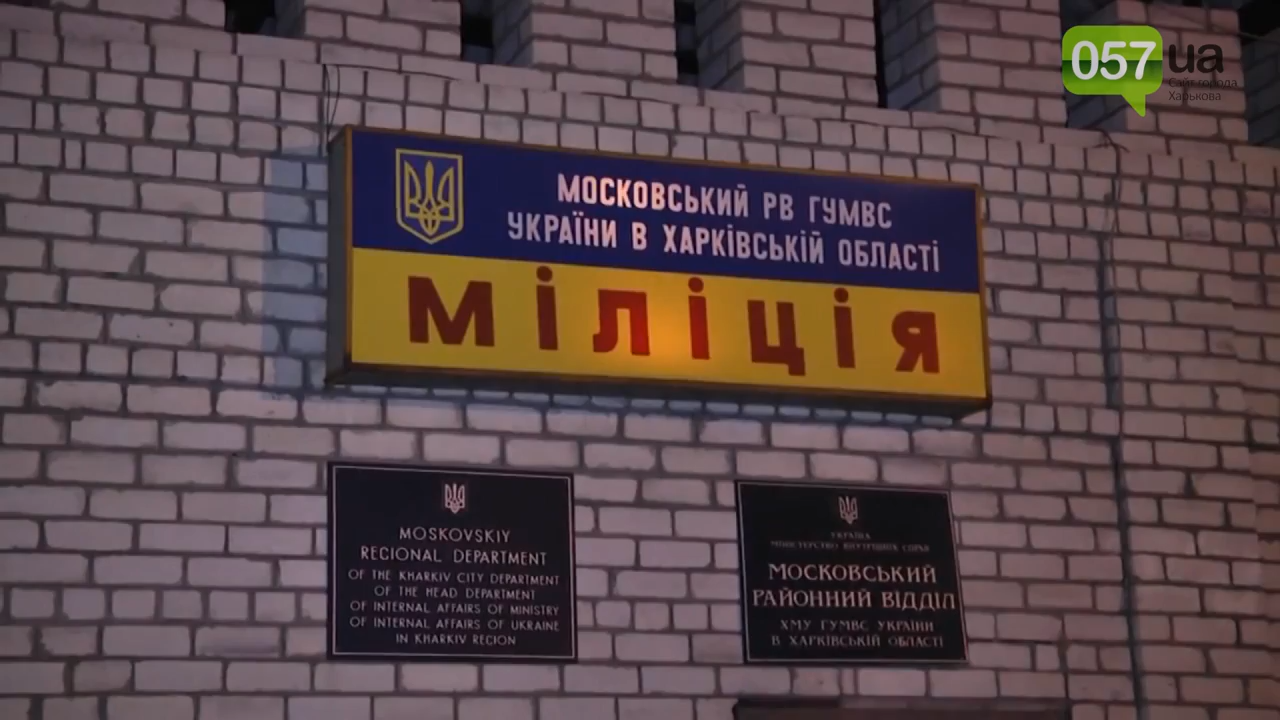 057.ua
Сайт города
Харькова
МОСКОВСЬКИЙ РВ ГУМВС
УКРАЇНИ В ХАРКІВСЬКІЙ ОБЛАСТІ
МІЛІЦІЯ
MOSKOVSKIY
REGIONAL DEPARTMENT
OF THE KHARKIV CITY DEPARTMENT
OF THE HEAD DEPARTMENT
OF INTERNAL AFFAIRS OF MINISTRY
OF INTERNAL AFFAIRS OF UKRAINE
IN KHARKIV REGION
УКРАЇНА
МІНІСТЕРСТВО ВНУТРІШНІХ СПРАВ
МОСКОВСЬКИЙ
РАЙОННИЙ ВІДДІЛ
ХМУ ГУМВС УКРАЇНИ
В ХАРКІВСЬКІЙ ОБЛАСТІ